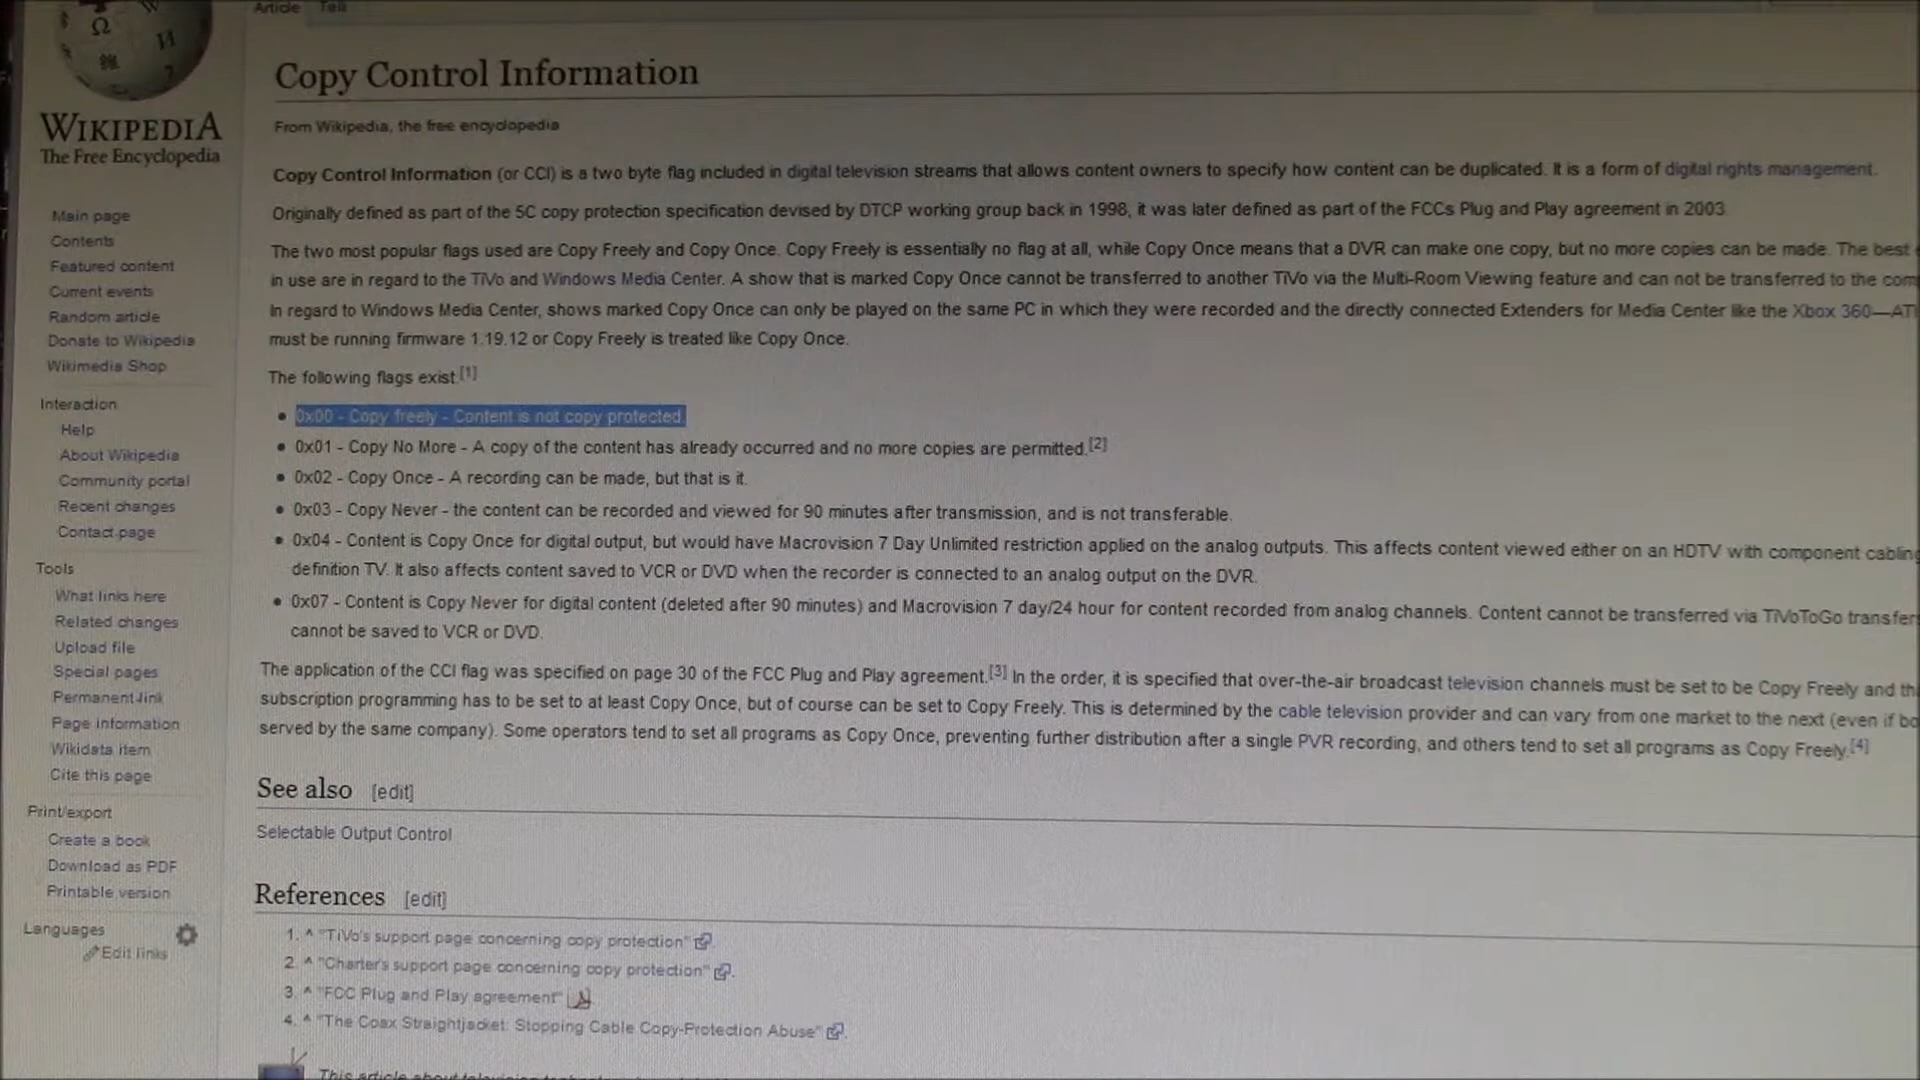 Article Talk
Ω W И 7
WIKIPEDIA
The Free Encyclopedia
Main page
Contents
Featured content
Current events
Random article
Donate to Wikipedia
Wikimedia Shop
Interaction
Help
About Wikipedia
Community portal
Recent changes
Contact page
Tools
What links here
Related changes
Upload file
Special pages
Permanent link
Page information
Wikidata item
Cite this page
Print/export
Create a book
Download as PDF
Printable version
Languages
Edit links
Copy Control Information
From Wikipedia, the free encyclopedia
Copy Control Information (or CCI) is a two byte flag included in digital television streams that allows content owners to specify how content can be duplicated. It is a form of digital rights management.
Originally defined as part of the 5C copy protection specification devised by DTCP working group back in 1998, it was later defined as part of the FCCs Plug and Play agreement in 2003
The two most popular flags used are Copy Freely and Copy Once. Copy Freely is essentially no flag at all, while Copy Once means that a DVR can make one copy, but no more copies can be made. The best
in use are in regard to the TiVo and Windows Media Center. A show that is marked Copy Once cannot be transferred to another TiVo via the Multi-Room Viewing feature and can not be transferred to the com
In regard to Windows Media Center, shows marked Copy Once can only be played on the same PC in which they were recorded and the directly connected Extenders for Media Center like the Xbox 360—ATI
must be running firmware 1.19.12 or Copy Freely is treated like Copy Once.
The following flags exist.[1]
• 0x00 - Copy freely - Content is not copy protected.
• 0x01 - Copy No More - A copy of the content has already occurred and no more copies are permitted.[2]
• 0x02 - Copy Once - A recording can be made, but that is it.
• 0x03 - Copy Never - the content can be recorded and viewed for 90 minutes after transmission, and is not transferable.
• 0x04 - Content is Copy Once for digital output, but would have Macrovision 7 Day Unlimited restriction applied on the analog outputs. This affects content viewed either on an HDTV with component cabling
definition TV. It also affects content saved to VCR or DVD when the recorder is connected to an analog output on the DVR.
• 0x07 - Content is Copy Never for digital content (deleted after 90 minutes) and Macrovision 7 day/24 hour for content recorded from analog channels. Content cannot be transferred via TiVoToGo transfers
cannot be saved to VCR or DVD.
The application of the CCI flag was specified on page 30 of the FCC Plug and Play agreement.[3] In the order, it is specified that over-the-air broadcast television channels must be set to be Copy Freely and
subscription programming has to be set to at least Copy Once, but of course can be set to Copy Freely. This is determined by the cable television provider and can vary from one market to the next (even if
served by the same company). Some operators tend to set all programs as Copy Once, preventing further distribution after a single PVR recording, and others tend to set all programs as Copy Freely.[4]
See also [edit]
Selectable Output Control
References [edit]
1. ^ "TiVo's support page concerning copy protection".
2. ^ "Charter's support page concerning copy protection".
3. ^ "FCC Plug and Play agreement"
4. ^ "The Coax Straightjacket: Stopping Cable Copy-Protection Abuse".
This article about television